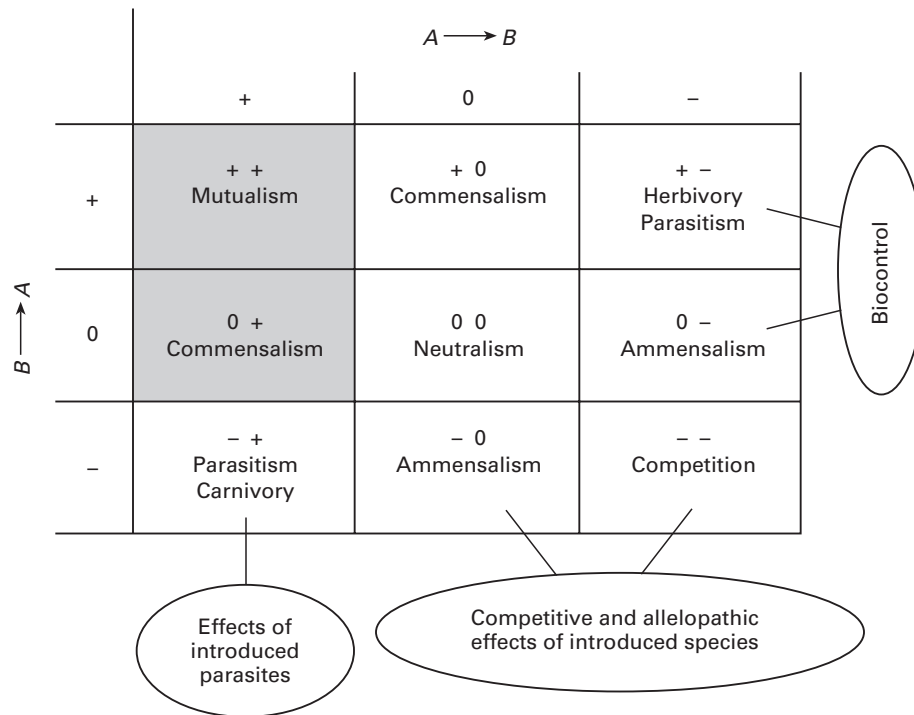 A → B
+ 0 –
+
+ +
Mutualism
+ 0
Commensalism
+ –
Herbivory
Parasitism
B → A
0
0 +
Commensalism
0 0
Neutralism
0 –
Ammensalism
Biocontrol
–
– +
Parasitism
Carnivory
– 0
Ammensalism
– –
Competition
Effects of
introduced
parasites
Competitive and allelopathic
effects of introduced species